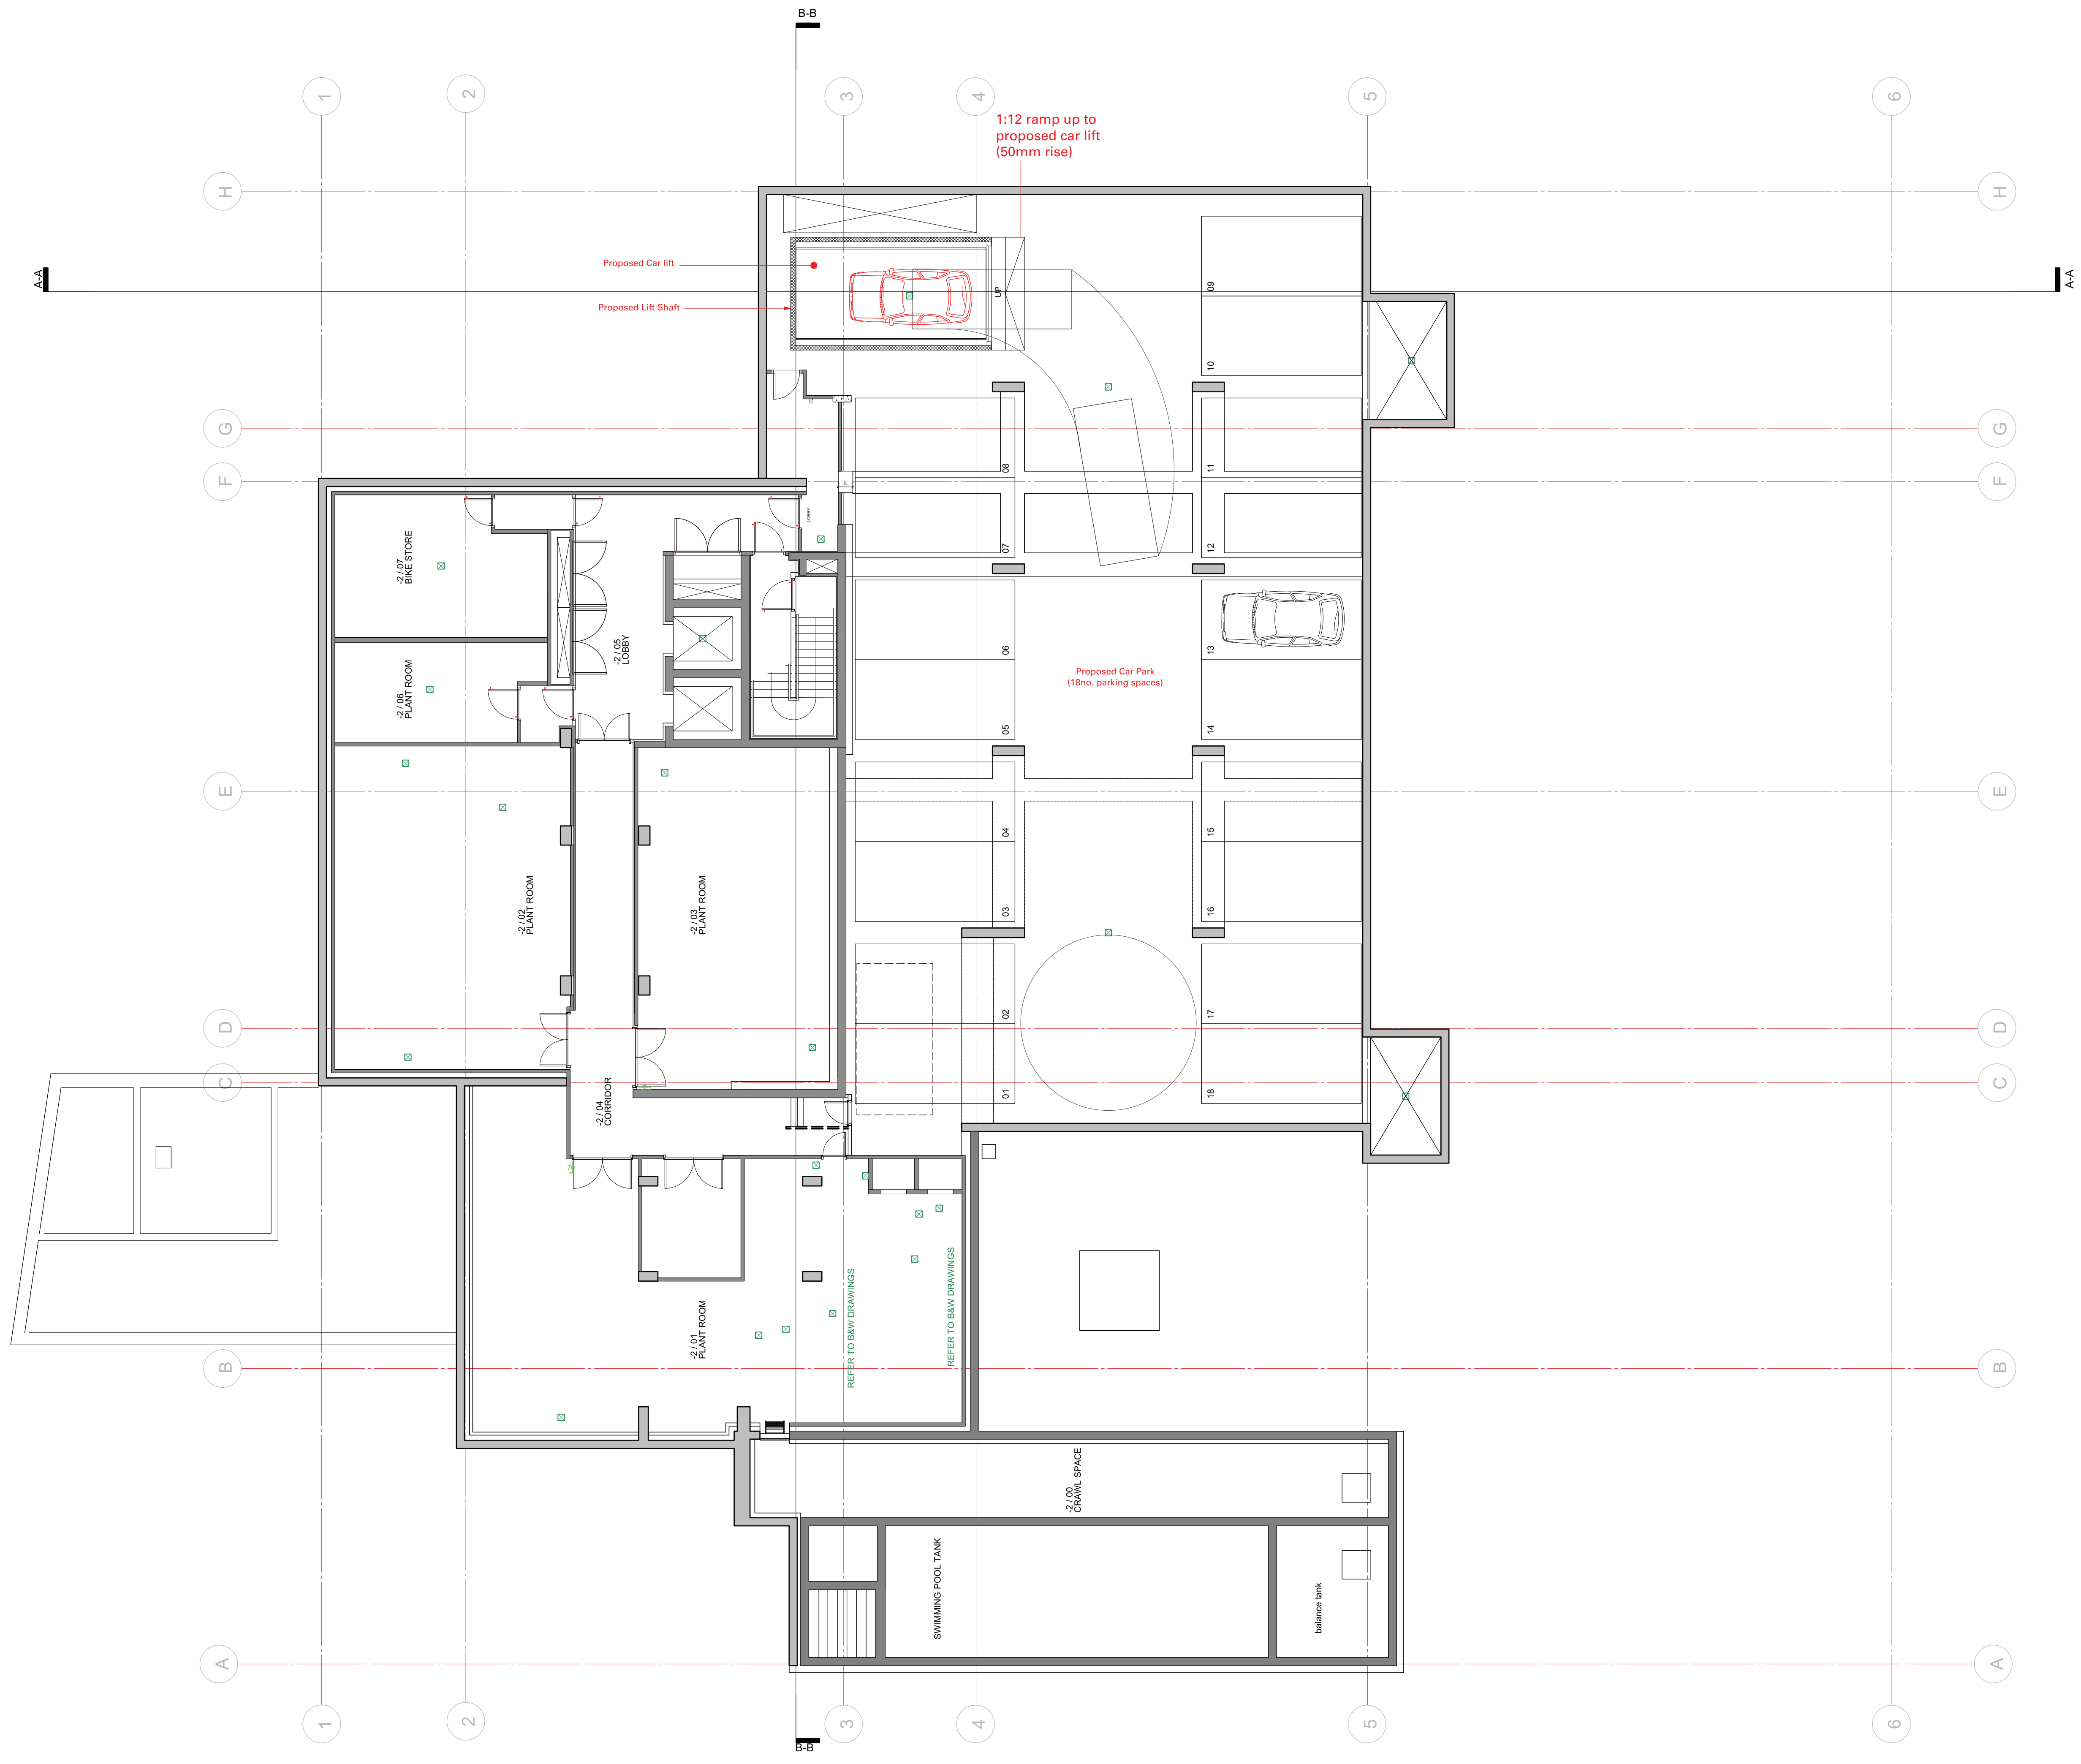 B-B
1
2
3
4
5
6
1:12 ramp up to
proposed car lift
(50mm rise)
H
H
A-A
A-A
Proposed Car lift
Proposed Lift Shaft
UP
09
10
G
G
F
F
08
11
LOBBY
07
12
-2 / 07
BIKE STORE
-2 / 05
LOBBY
-2 / 06
PLANT ROOM
06
13
Proposed Car Park
(18no. parking spaces)
05
14
E
E
04
15
-2 / 02
PLANT ROOM
-2 / 03
PLANT ROOM
03
16
D
D
02
17
C
C
01
18
-2 / 04
CORRIDOR
-2 / 01
PLANT ROOM
REFER TO B&W DRAWINGS
REFER TO B&W DRAWINGS
B
B
-2 / 00
CRAWL SPACE
SWIMMING POOL TANK
balance tank
A
A
1
2
3
4
5
6
B-B